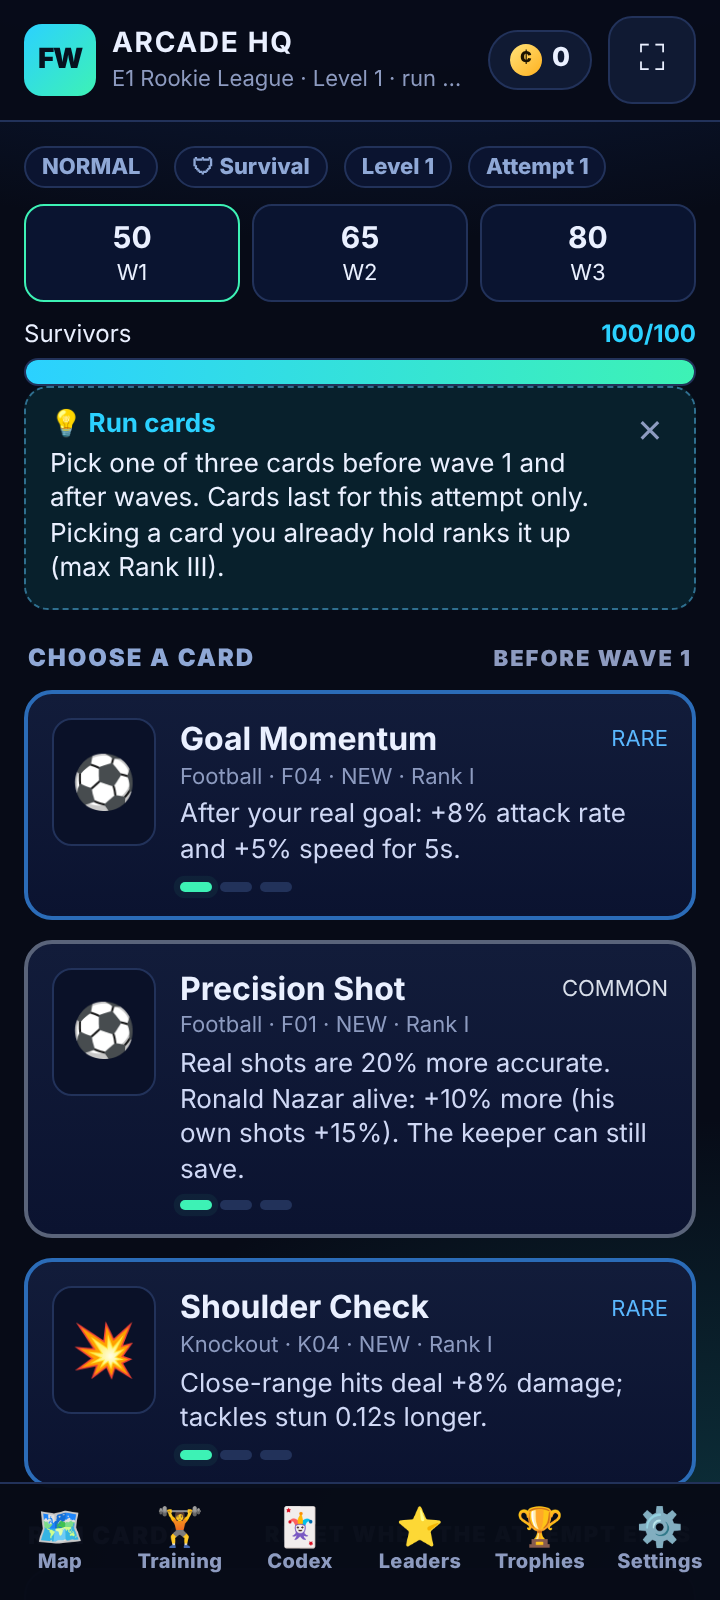 FW
ARCADE HQ
E1 Rookie League · Level 1 · run ...
¢ 0
NORMAL
Survival
Level 1
Attempt 1
50
W1
65
W2
80
W3
Survivors
100/100
Run cards
Pick one of three cards before wave 1 and
after waves. Cards last for this attempt only.
Picking a card you already hold ranks it up
(max Rank III).
CHOOSE A CARD
BEFORE WAVE 1
Goal Momentum
RARE
Football · F04 · NEW · Rank I
After your real goal: +8% attack rate
and +5% speed for 5s.
Precision Shot
COMMON
Football · F01 · NEW · Rank I
Real shots are 20% more accurate.
Ronald Nazar alive: +10% more (his
own shots +15%). The keeper can still
save.
Shoulder Check
RARE
Knockout · K04 · NEW · Rank I
Close-range hits deal +8% damage;
tackles stun 0.12s longer.
Map
Training
Codex
Leaders
Trophies
Settings